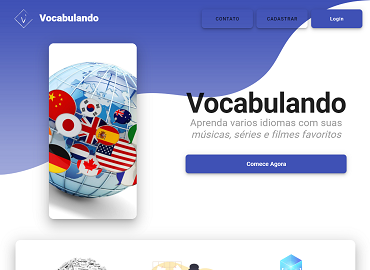 Vocabulando
CONTATO
CADASTRAR
Login
Vocabulando
Aprenda varios idiomas com suas
músicas, séries e filmes favoritos
Comece Agora